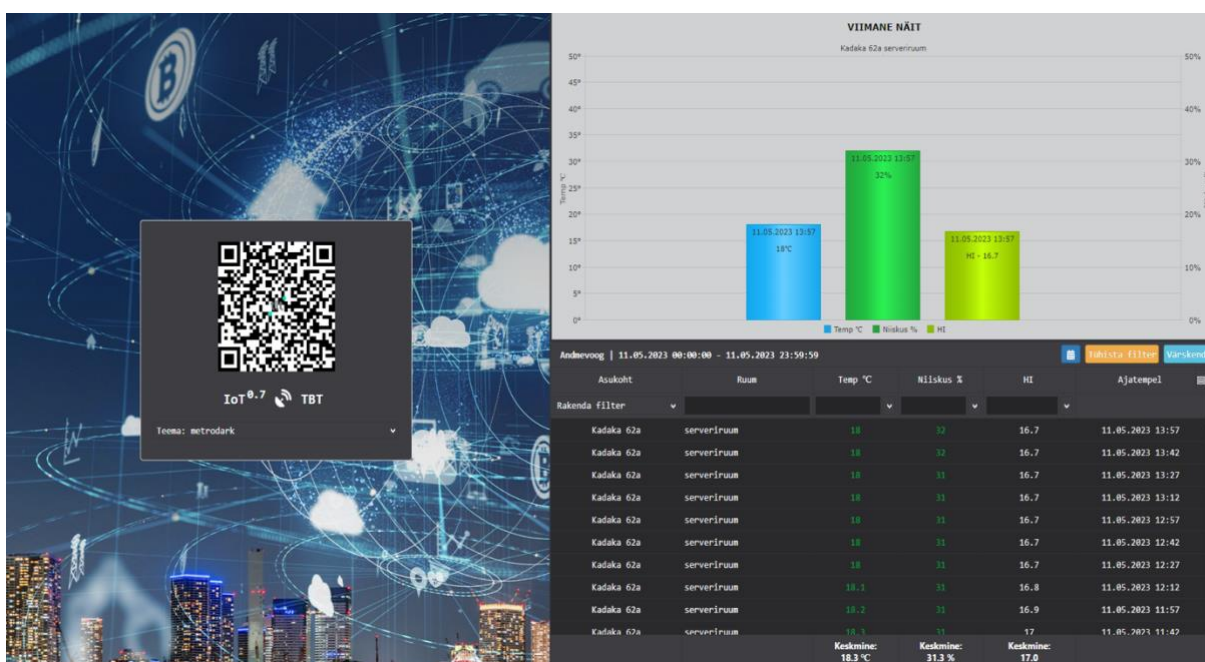 IoT0.7 TBT
Teema: metrodark
VIIMANE NÄIT
Kadaka 62a serveriruum
50°
45°
40°
35°
30°
25°
20°
15°
10°
5°
0°
Temp °C
50%
40%
30%
20%
10%
0%
11.05.2023 13:57
18°C
11.05.2023 13:57
32%
11.05.2023 13:57
HI - 16.7
Temp °C Niiskus % HI
Andmevoog | 11.05.2023 00:00:00 - 11.05.2023 23:59:59 Tühista filter Värskend
Asukoht Ruum Temp °C Niiskus % HI Ajatempel
Rakenda filter
Kadaka 62a serveriruum 18 32 16.7 11.05.2023 13:57
Kadaka 62a serveriruum 18 32 16.7 11.05.2023 13:42
Kadaka 62a serveriruum 18 31 16.7 11.05.2023 13:27
Kadaka 62a serveriruum 18 31 16.7 11.05.2023 13:12
Kadaka 62a serveriruum 18 31 16.7 11.05.2023 12:57
Kadaka 62a serveriruum 18 31 16.7 11.05.2023 12:42
Kadaka 62a serveriruum 18 31 16.7 11.05.2023 12:27
Kadaka 62a serveriruum 18.1 31 16.8 11.05.2023 12:12
Kadaka 62a serveriruum 18.2 31 16.9 11.05.2023 11:57
Kadaka 62a serveriruum 18.3 31 17 11.05.2023 11:42
Keskmine: Keskmine: Keskmine:
18.3 °C 31.3 % 17.0